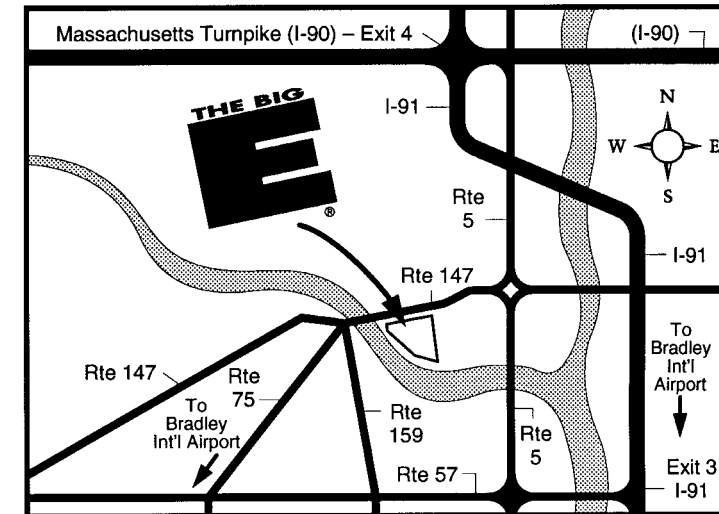 Massachusetts Turnpike (I-90) – Exit 4
(I-90)
THE BIG
E
®
I-91
N
W
E
S
Rte
5
I-91
Rte 147
To
Bradley
Int'l
Airport
Rte 147
Rte
75
To
Bradley
Int'l Airport
Rte
159
Rte
5
Rte 57
Exit 3
I-91